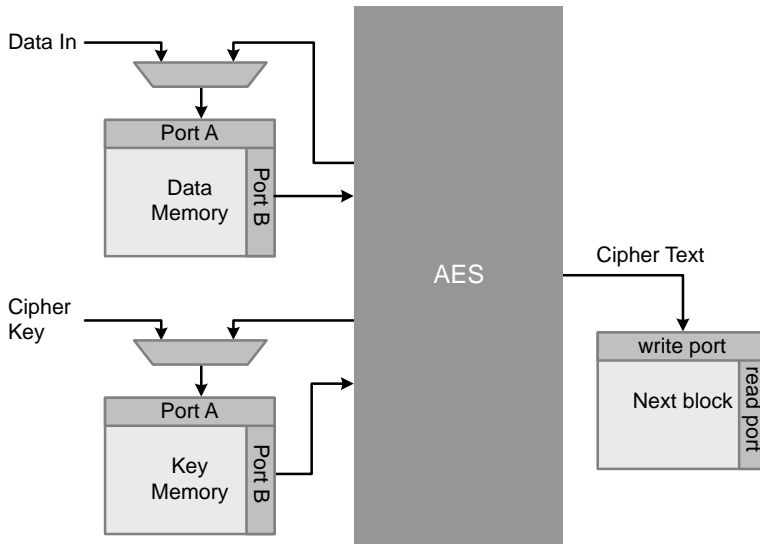 Data In
Port A
Data
Memory
Port B
AES
Cipher Text
Cipher
Key
write port
Next block
read port
Port A
Key
Memory
Port B